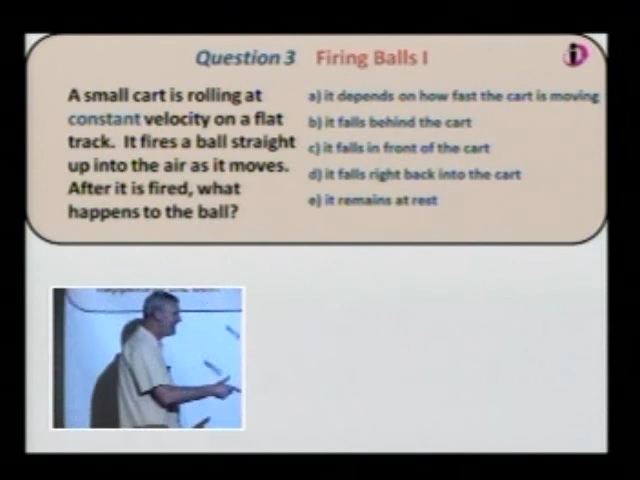 Question 3 Firing Balls I
A small cart is rolling at
constant velocity on a flat
track. It fires a ball straight
up into the air as it moves.
After it is fired, what
happens to the ball?
a) it depends on how fast the cart is moving
b) it falls behind the cart
c) it falls in front of the cart
d) it falls right back into the cart
e) it remains at rest